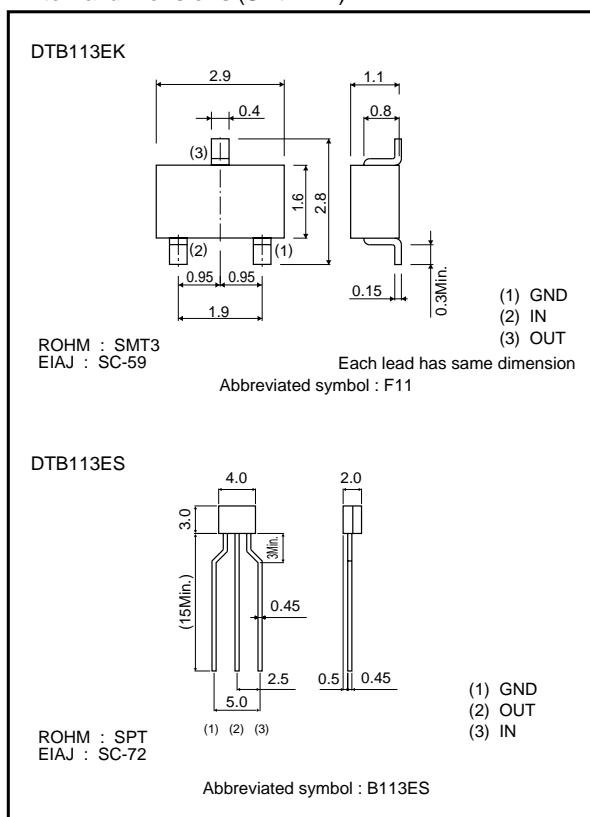 DTB113EK
2.9
0.4
(3)
1.6
2.8
(2)
(1)
0.95
0.95
1.9
1.1
0.8
0.15
0.3Min.
(1) GND
(2) IN
(3) OUT
ROHM : SMT3
EIAJ : SC-59
Each lead has same dimension
Abbreviated symbol : F11
DTB113ES
4.0
2.0
3.0
3Min.
(15Min.)
0.45
2.5
5.0
0.5
0.45
(1) (2) (3)
(1) GND
(2) OUT
(3) IN
ROHM : SPT
EIAJ : SC-72
Abbreviated symbol : B113ES